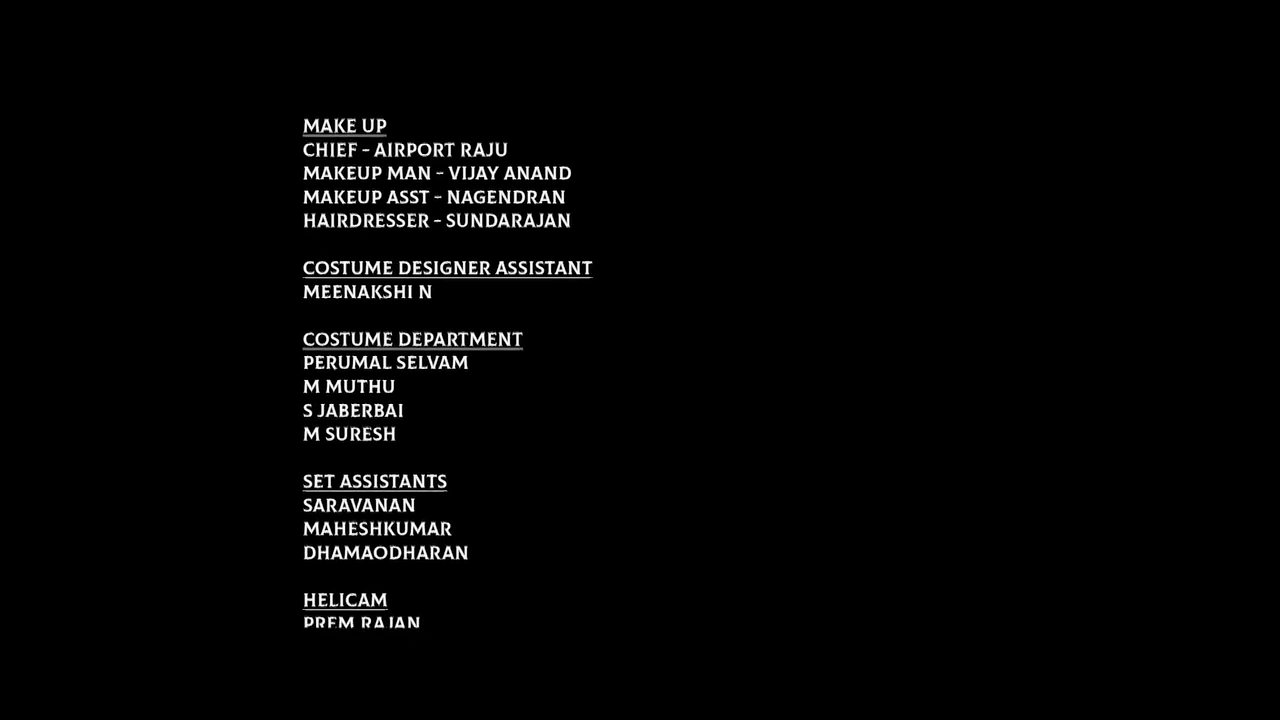 MAKE UP
CHIEF - AIRPORT RAJU
MAKEUP MAN - VIJAY ANAND
MAKEUP ASST - NAGENDRAN
HAIRDRESSER - SUNDARAJAN
COSTUME DESIGNER ASSISTANT
MEENAKSHI N
COSTUME DEPARTMENT
PERUMAL SELVAM
M MUTHU
S JABERBAI
M SURESH
SET ASSISTANTS
SARAVANAN
MAHESHKUMAR
DHAMAODHARAN
HELICAM
PREM RAJAN